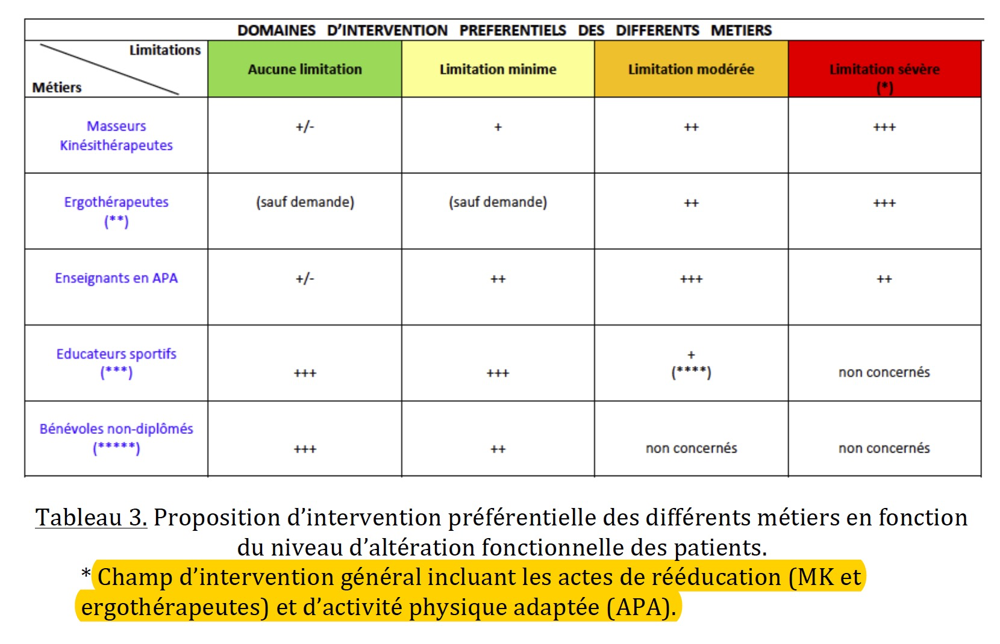 DOMAINES D’INTERVENTION PREFERENTIELS DES DIFFERENTS METIERS
Limitations
Métiers
Aucune limitation
Limitation minime
Limitation modérée
Limitation sévère
(*)
Masseurs
Kinésithérapeutes
+/-
+
++
+++
Ergothérapeutes
(**)
(sauf demande)
(sauf demande)
++
+++
Enseignants en APA
+/-
++
+++
++
Educateurs sportifs
(***)
+++
+++
+
(****)
non concernés
Bénévoles non-diplômés
(*****)
+++
++
non concernés
non concernés
Tableau 3. Proposition d’intervention préférentielle des différents métiers en fonction
du niveau d’altération fonctionnelle des patients.
* Champ d’intervention général incluant les actes de rééducation (MK et
ergothérapeutes) et d’activité physique adaptée (APA).